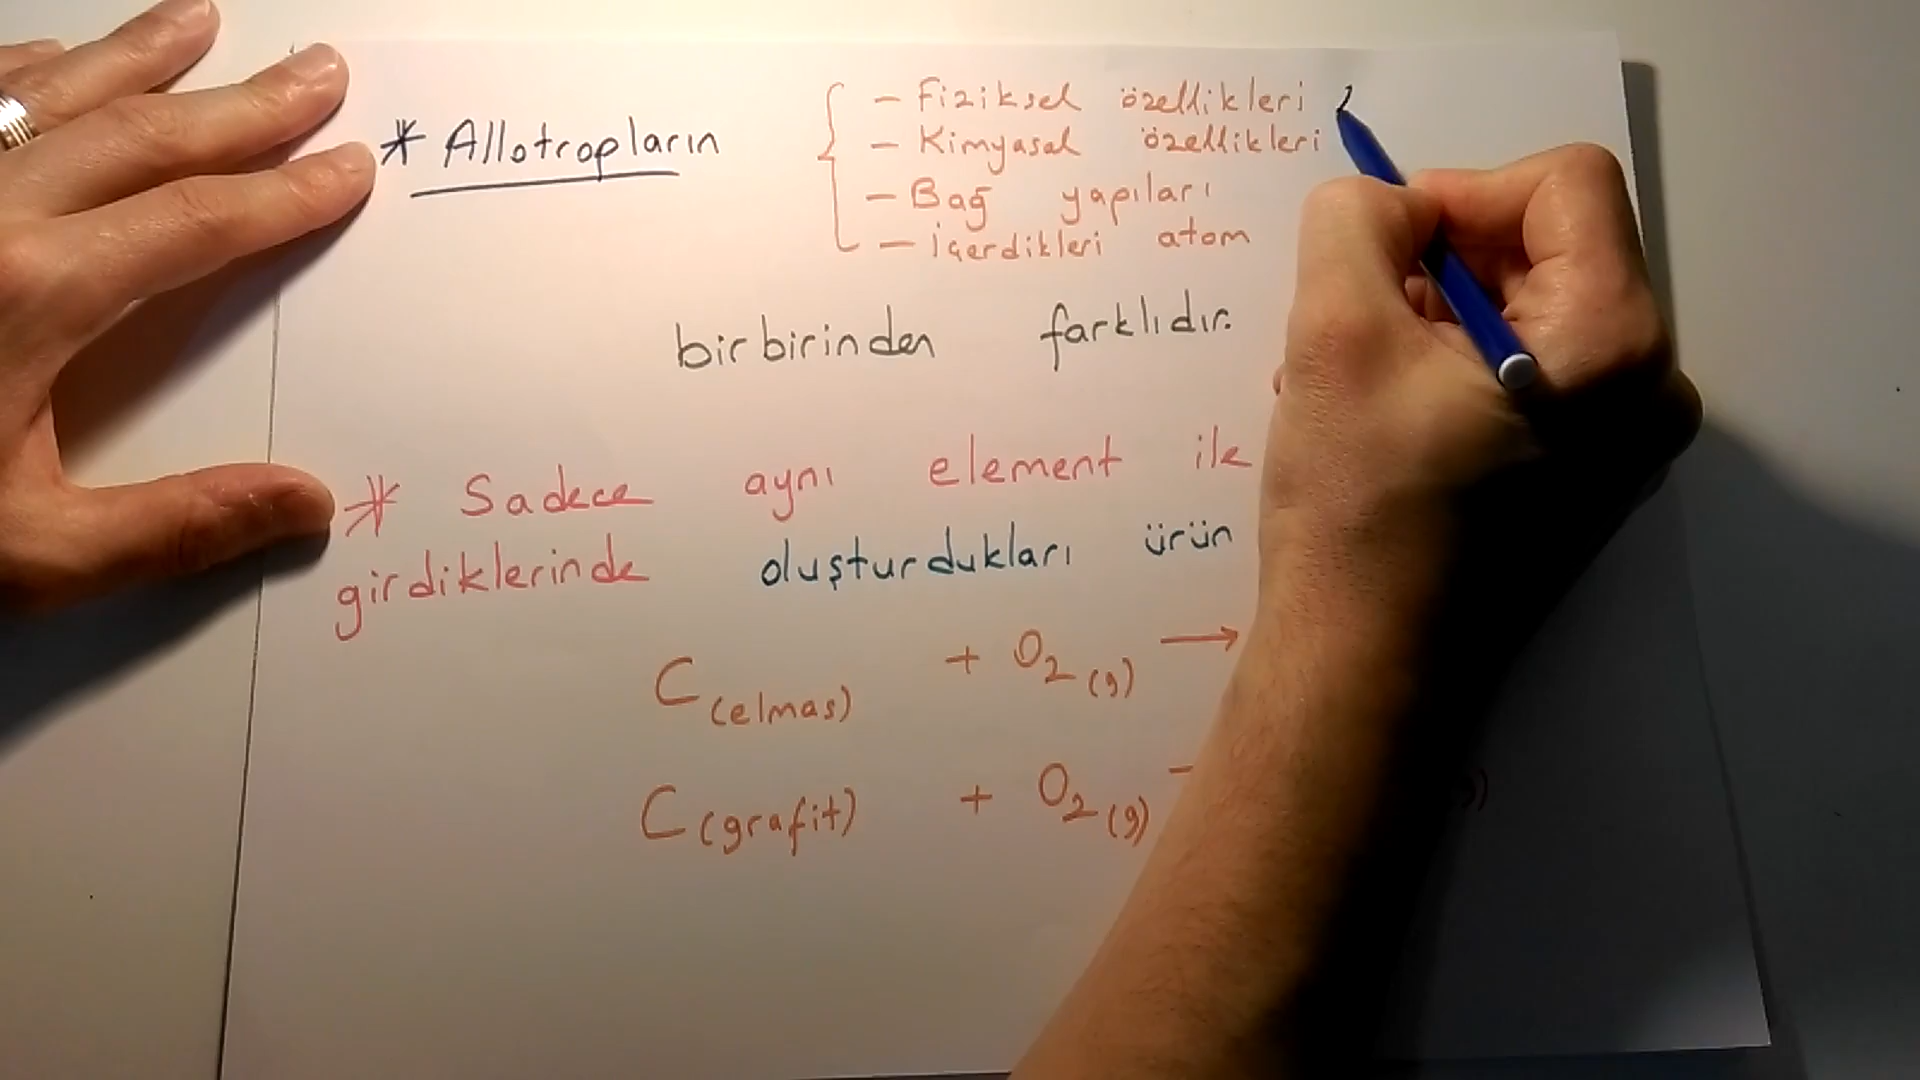 * Allotropların
- Fiziksel özellikleri
- Kimyasal özellikleri
- Bağ yapıları
- İçerdikleri atom
birbirinden farklıdır.
* Sadece aynı element ile
girdiklerinde oluşturdukları ürün
C(elmas) + O2(g) →
C(grafit) + O2(g)